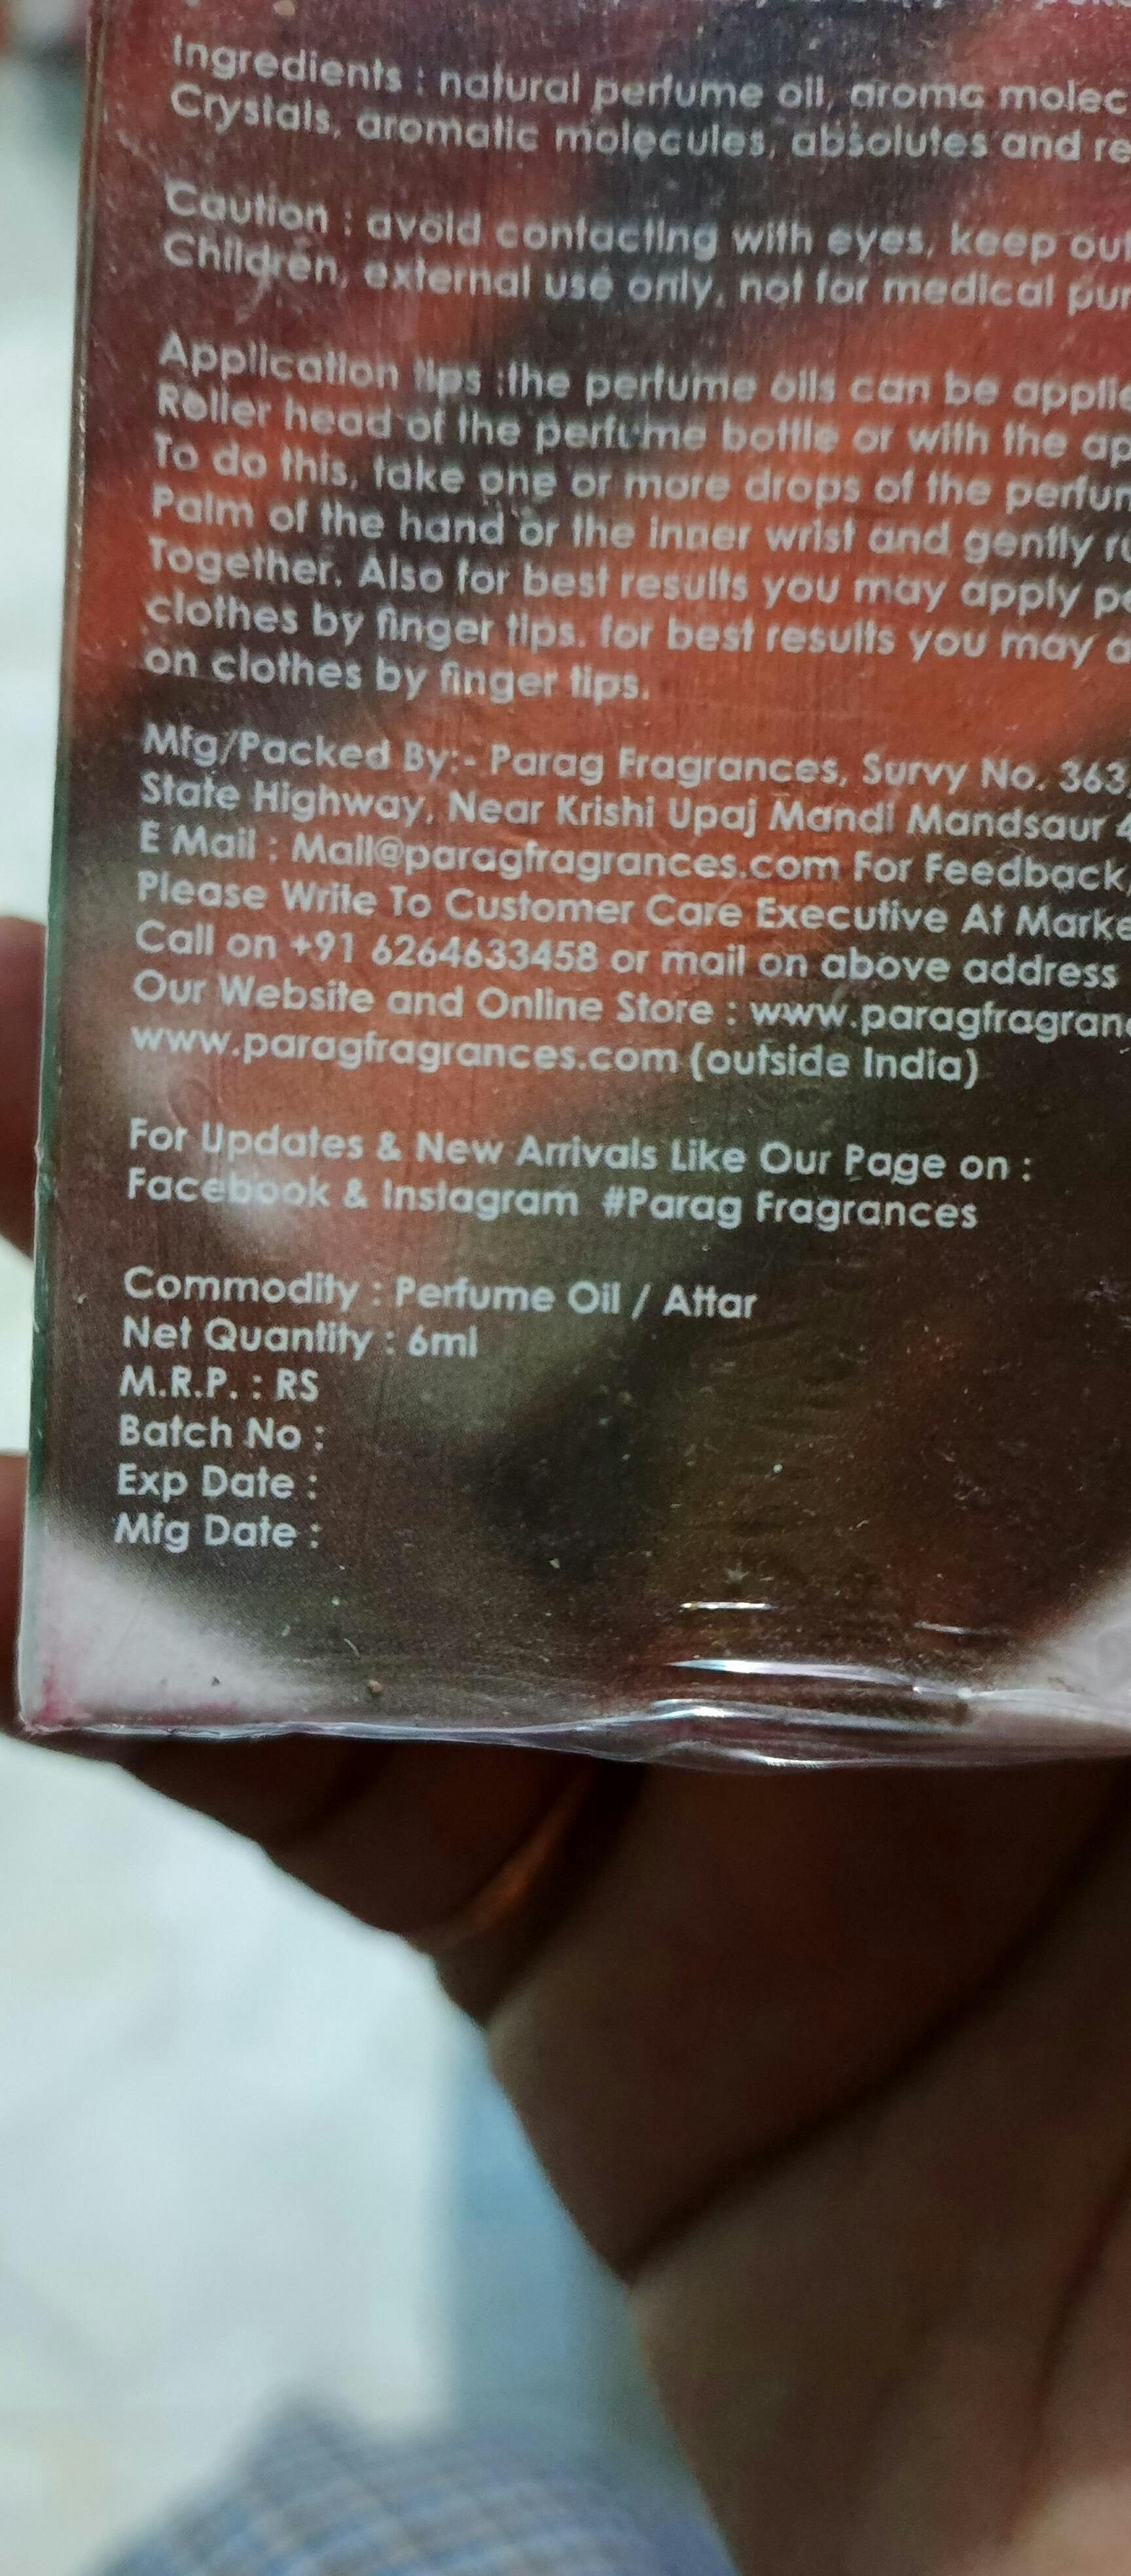 Ingredients : natural perfume oil, aroma molec
Crystals, aromatic molecules, absolutes and re
Caution : avoid contacting with eyes, keep out
Children, external use only, not for medical pur
Application tips :the perfume oils can be applie
Roller head of the perfume bottle or with the ap
To do this, take one or more drops of the perfum
Palm of the hand or the inner wrist and gently ru
Together. Also for best results you may apply pe
clothes by finger tips. for best results you may a
on clothes by finger tips.
Mfg/Packed By:- Parag Fragrances, Survy No. 363,
State Highway, Near Krishi Upaj Mandi Mandsaur 4
E Mail : Mail@paragfragrances.com For Feedback,
Please Write To Customer Care Executive At Marke
Call on +91 6264633458 or mail on above address
Our Website and Online Store : www.paragfragranc
www.paragfragrances.com (outside India)
For Updates & New Arrivals Like Our Page on :
Facebook & Instagram #Parag Fragrances
Commodity : Perfume Oil / Attar
Net Quantity : 6ml
M.R.P. : RS
Batch No :
Exp Date :
Mfg Date :